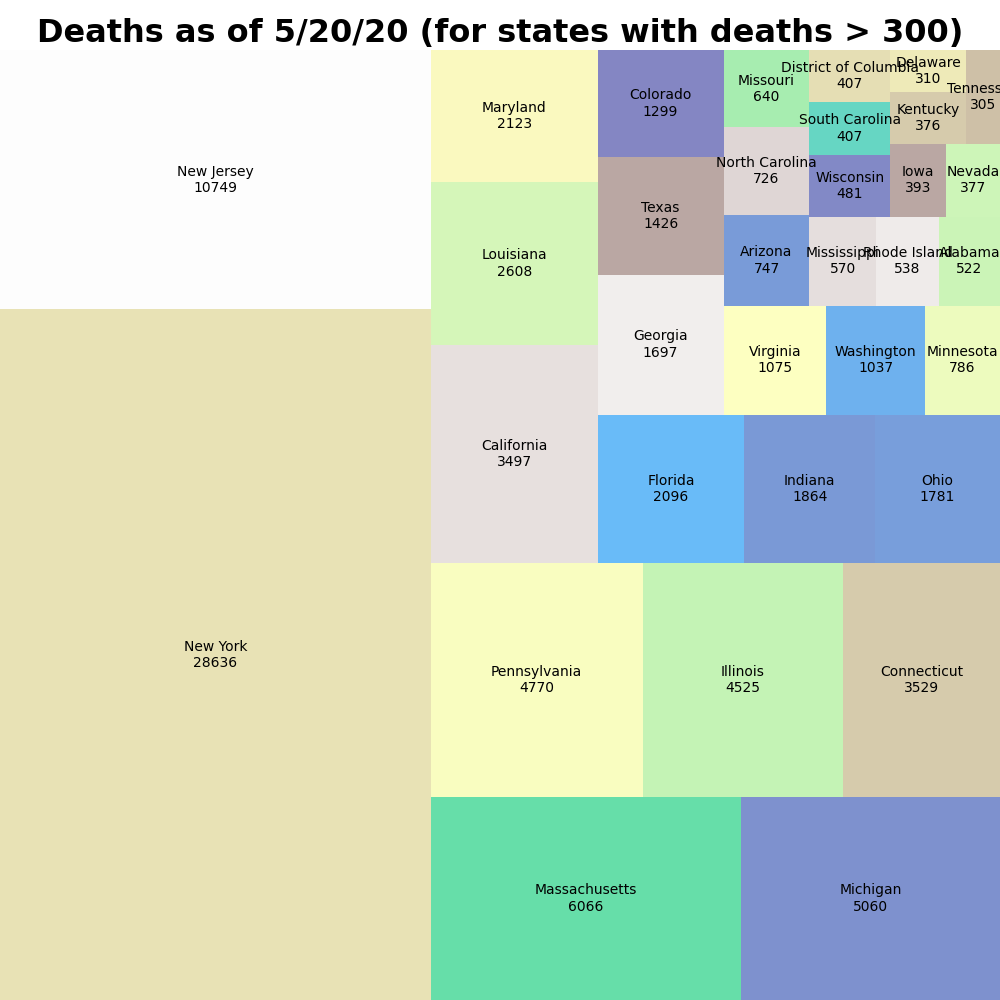 Deaths as of 5/20/20 (for states with deaths > 300)
New Jersey
10749
New York
28636
Maryland
2123
Louisiana
2608
California
3497
Colorado
1299
Texas
1426
Georgia
1697
Missouri
640
North Carolina
726
Arizona
747
District of Columbia
407
South Carolina
407
Wisconsin
481
Delaware
310
Kentucky
376
Tenness
305
Iowa
393
Nevada
377
Mississippi
570
Rhode Island
538
Alabama
522
Virginia
1075
Washington
1037
Minnesota
786
Florida
2096
Indiana
1864
Ohio
1781
Pennsylvania
4770
Illinois
4525
Connecticut
3529
Massachusetts
6066
Michigan
5060